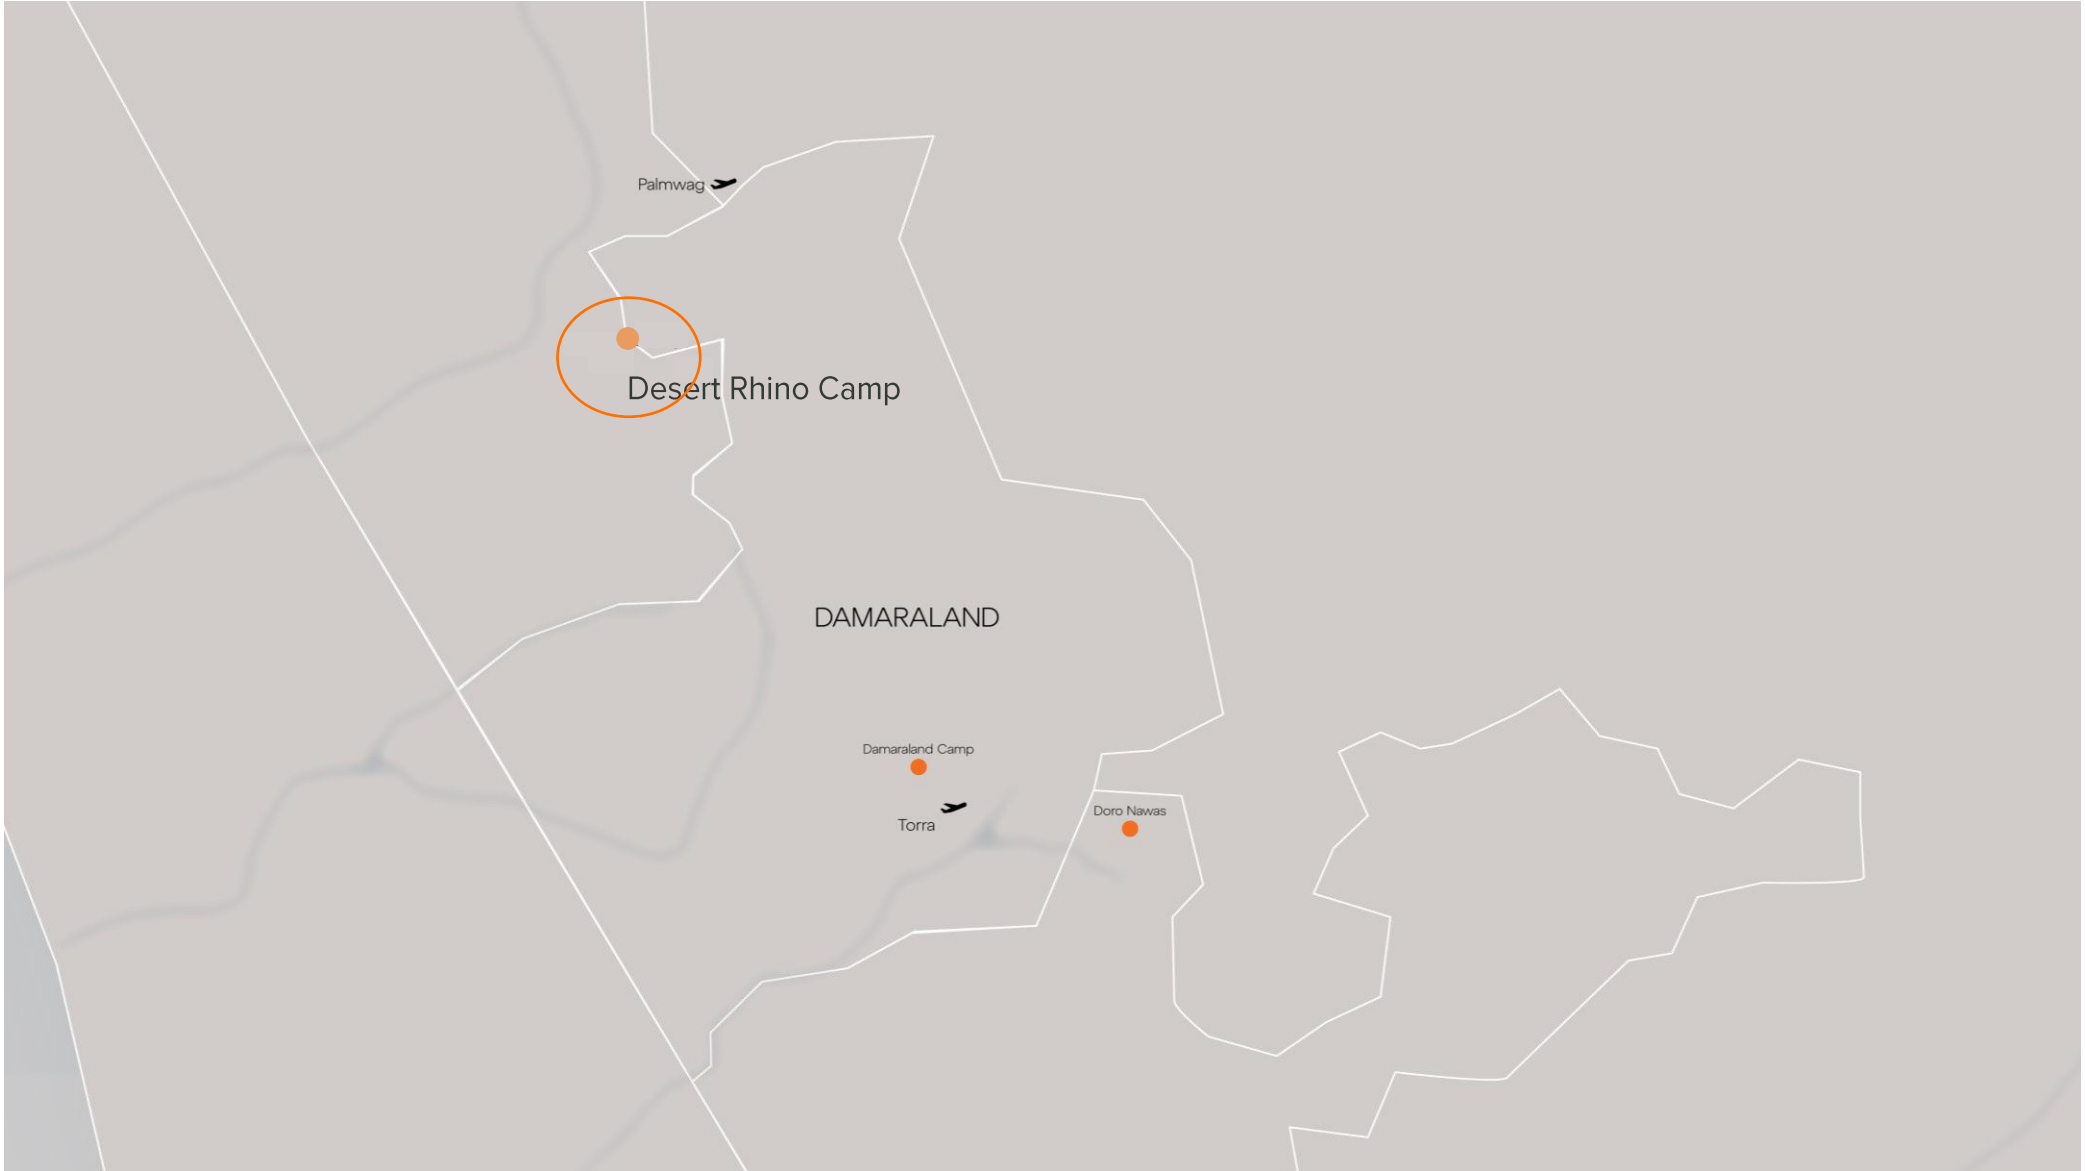 Palmwag
Desert Rhino Camp
DAMARALAND
Damaraland Camp
Torra
Doro Nawas